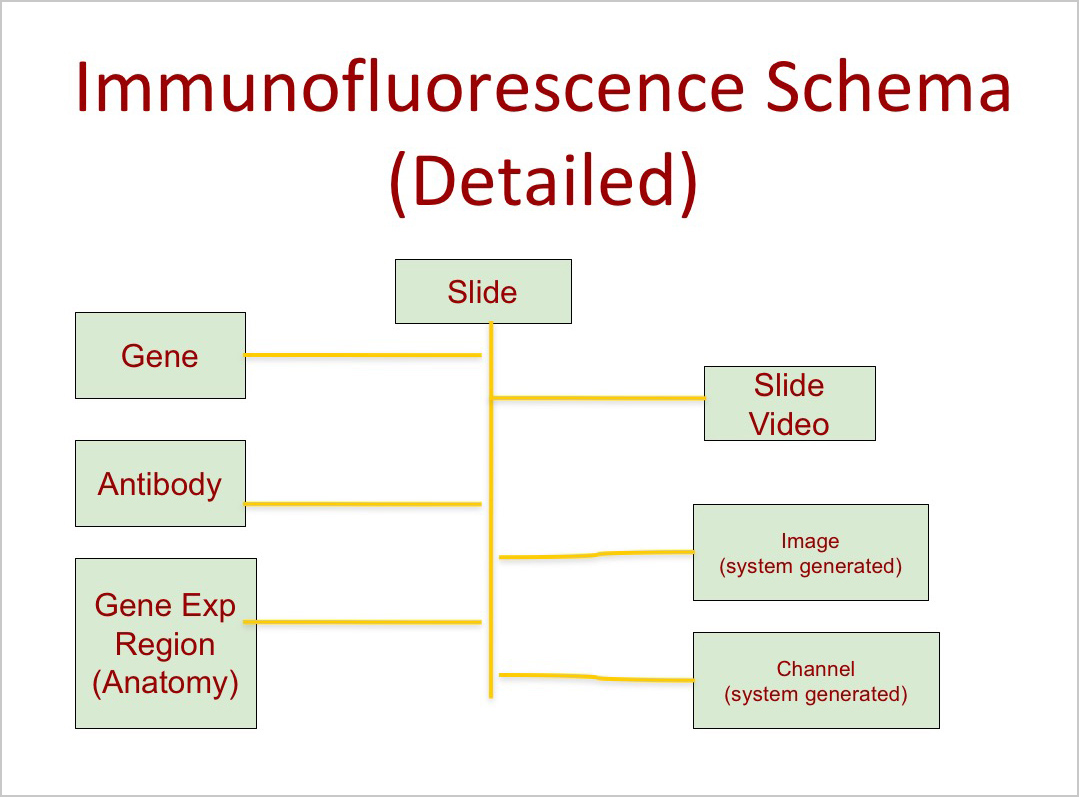 Immunofluorescence Schema
(Detailed)
Slide
Gene
Slide
Video
Antibody
Image
(system generated)
Gene Exp
Region
(Anatomy)
Channel
(system generated)